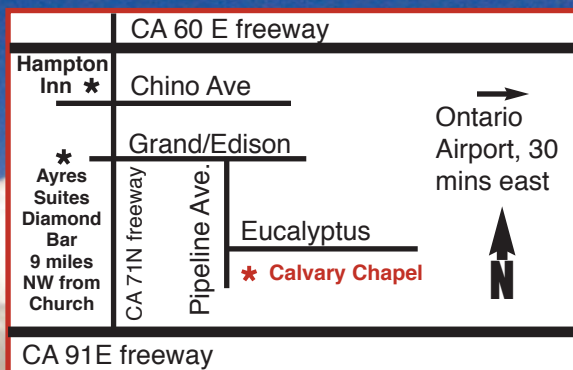 CA 60 E freeway
Hampton
Inn *
Chino Ave
Grand/Edison
*
Ayres
Suites
Diamond
Bar
9 miles
NW from
Church
CA 71N freeway
Pipeline Ave.
Eucalyptus
* Calvary Chapel
Ontario
Airport, 30
mins east
N
CA 91E freeway